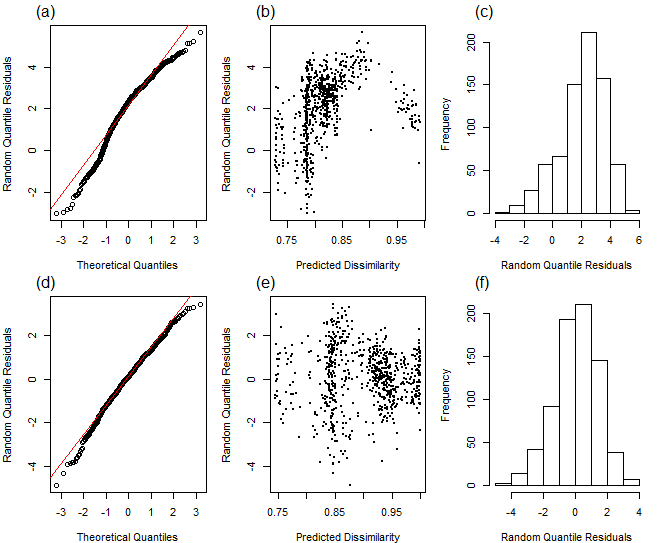 (a) (b) (c)
Random Quantile Residuals
-2 0 2 4
-3 -2 -1 0 1 2 3
Theoretical Quantiles
Random Quantile Residuals
-2 0 2 4
0.75 0.85 0.95
Predicted Dissimilarity
Frequency
0 50 100 150 200
-4 -2 0 2 4 6
Random Quantile Residuals
(d) (e) (f)
Random Quantile Residuals
-4 -2 0 2
-3 -2 -1 0 1 2 3
Theoretical Quantiles
Random Quantile Residuals
-4 -2 0 2
0.75 0.85 0.95
Predicted Dissimilarity
Frequency
0 50 100 150 200
-4 -2 0 2 4
Random Quantile Residuals